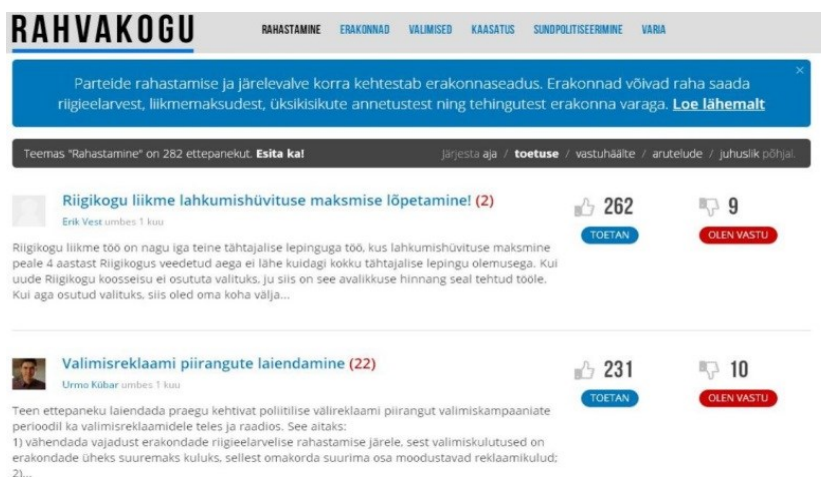 RAHVAKOGU
RAHASTAMINE ERAKONNAD VALIMISED KAASATUS SUNDPOLITISEERIMINE VARIA
Parteide rahastamise ja järelevalve korra kehtestab erakonnaseadus. Erakonnad võivad raha saada
riigieelarvest, liikmemaksudest, üksikisikute annetustest ning tehingutest erakonna varaga. Loe lähemalt
Teemas "Rahastamine" on 282 ettepanekut. Esita ka! Järjesta aja / toetuse / vastuhäälte / arutelude / juhuslik põhjal.
Riigikogu liikme lahkumishüvituse maksmise lõpetamine! (2)
262 9
Erik Vest umbes 1 kuu
TOETAN OLEN VASTU
Riigikogu liikme töö on nagu iga teine tähtajalise lepinguga töö, kus lahkumishüvituse maksmine
peale 4 aastast Riigikogus veedetud aega ei lähe kuidagi kokku tähtajalise lepingu olemusega. Kui
uude Riigikogu koosseisu ei osututa valituks, ju siis on see avalikkuse hinnang seal tehtud tööle.
Kui aga osutud valituks, siis oled oma koha välja...
Valimisreklaami piirangute laiendamine (22)
231 10
Urmo Kübar umbes 1 kuu
TOETAN OLEN VASTU
Teen ettepaneku laiendada praegu kehtivat poliitilise välireklaami piirangut valimiskampaaniate
perioodil ka valimisreklaamidele teles ja raadios. See aitaks:
1) vähendada vajadust erakondade riigieelarvelise rahastamise järele, sest valimiskulutused on
erakondade üheks suuremaks kuluks, sellest omakorda suurima osa moodustavad reklaamikulud;
2)...